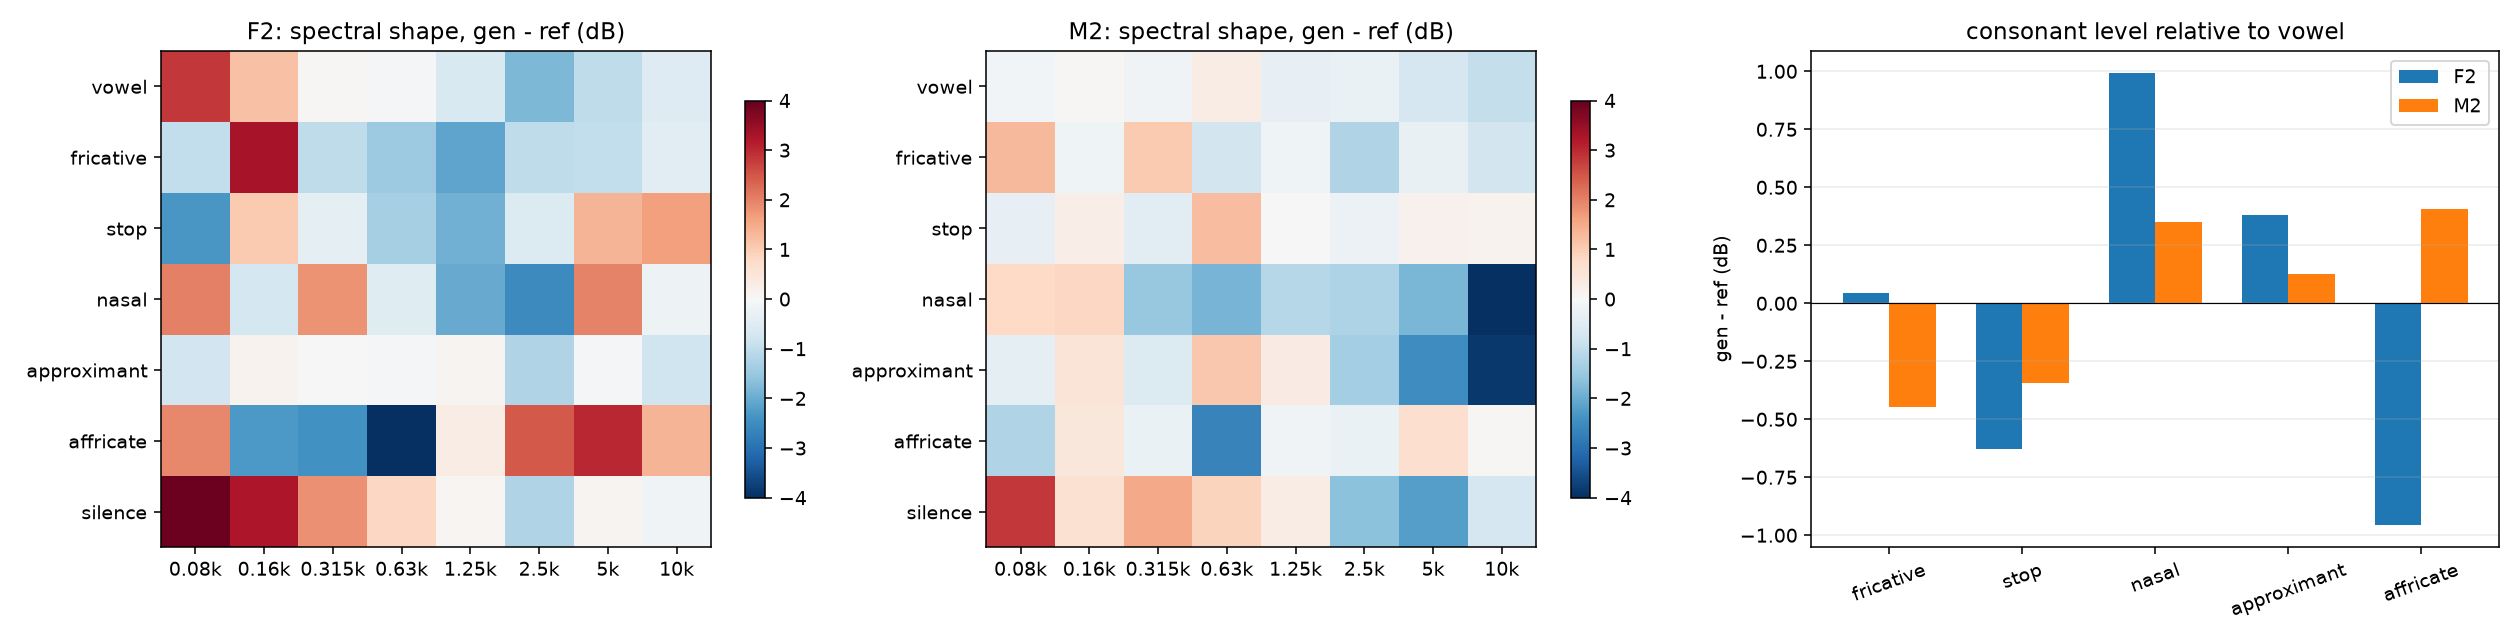 F2: spectral shape, gen - ref (dB)
vowel
fricative
stop
nasal
approximant
affricate
silence
0.08k 0.16k 0.315k 0.63k 1.25k 2.5k 5k 10k
4
3
2
1
0
−1
−2
−3
−4
M2: spectral shape, gen - ref (dB)
vowel
fricative
stop
nasal
approximant
affricate
silence
0.08k 0.16k 0.315k 0.63k 1.25k 2.5k 5k 10k
4
3
2
1
0
−1
−2
−3
−4
consonant level relative to vowel
gen - ref (dB)
1.00
0.75
0.50
0.25
0.00
−0.25
−0.50
−0.75
−1.00
F2
M2
fricative stop nasal approximant affricate